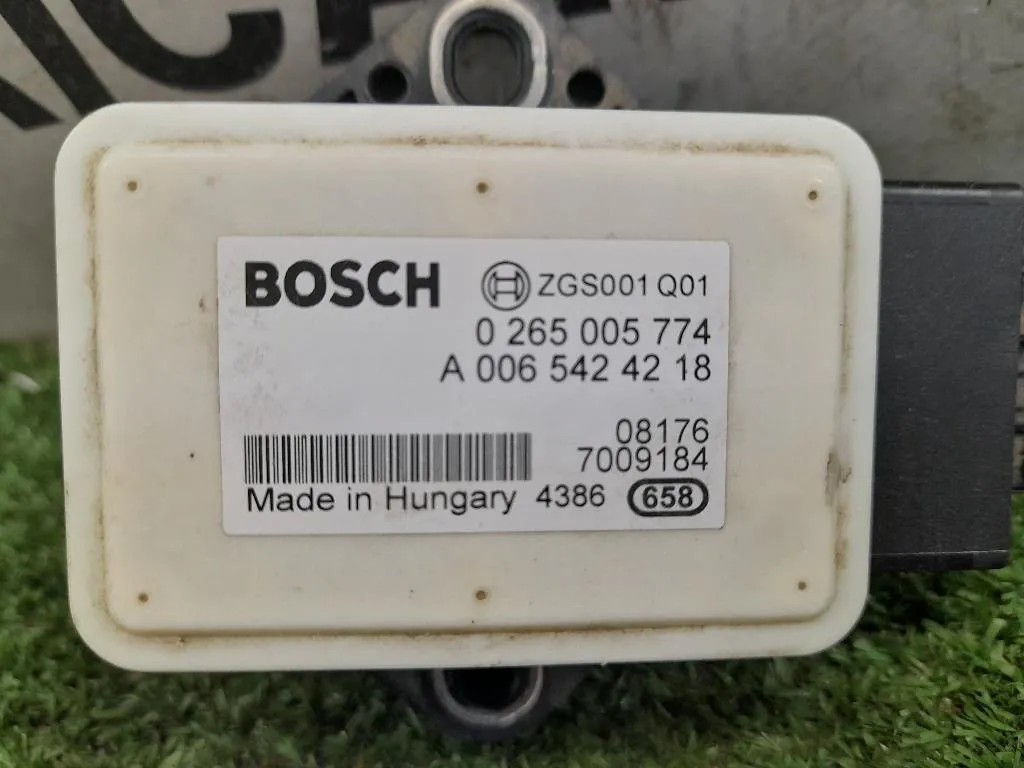 BOSCH ZGS001 Q01
0 265 005 774
A 006 542 42 18
08176
7009184
Made in Hungary 4386 658